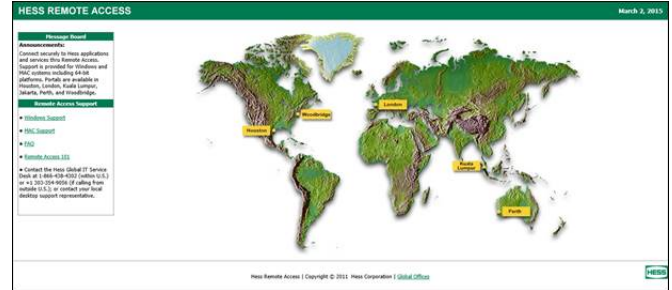 HESS REMOTE ACCESS
March 2, 2015
Message Board
Announcements:
Connect securely to Hess applications
and services thru Remote Access.
Support is provided for Windows and
MAC systems including 64-bit
platforms. Portals are available in
Houston, London, Kuala Lumpur,
Jakarta, Perth, and Woodbridge.
Remote Access Support
• Windows Support
• MAC Support
• FAQ
• Remote Access 101
• Contact the Hess Global IT Service
Desk at 1-866-438-4302 (within U.S.)
or +1 203-354-9056 (if calling from
outside U.S.); or contact your local
desktop support representative.
London
Woodbridge
Houston
Kuala
Lumpur
Perth
Hess Remote Access | Copyright © 2011 Hess Corporation | Global Offices
HESS